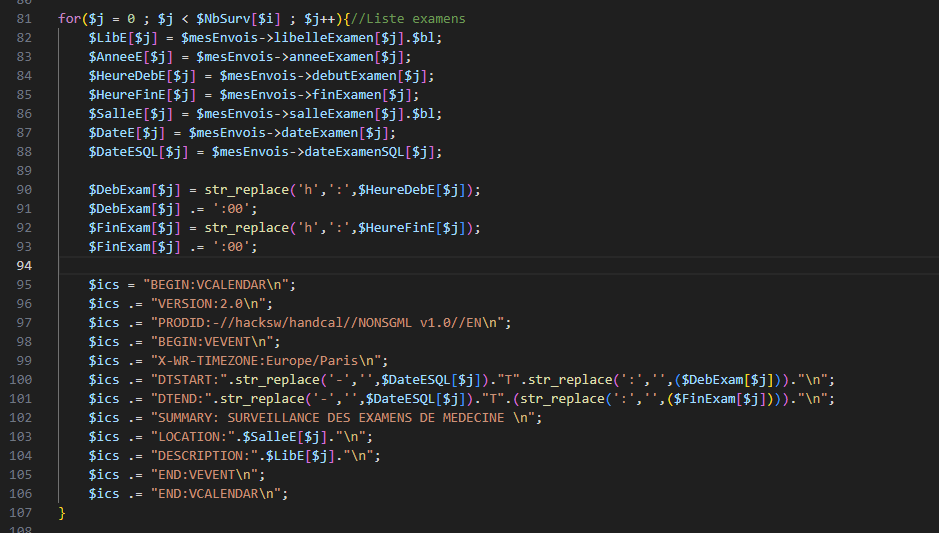 81 for($j = 0 ; $j < $NbSurv[$i] ; $j++){//Liste examens
82 $LibE[$j] = $mesEnvois->libelleExamen[$j].$bl;
83 $AnneeE[$j] = $mesEnvois->anneeExamen[$j];
84 $HeureDebE[$j] = $mesEnvois->debutExamen[$j];
85 $HeureFinE[$j] = $mesEnvois->finExamen[$j];
86 $SalleE[$j] = $mesEnvois->salleExamen[$j].$bl;
87 $DateE[$j] = $mesEnvois->dateExamen[$j];
88 $DateESQL[$j] = $mesEnvois->dateExamenSQL[$j];
89
90 $DebExam[$j] = str_replace('h',':',$HeureDebE[$j]);
91 $DebExam[$j] .= ':00';
92 $FinExam[$j] = str_replace('h',':',$HeureFinE[$j]);
93 $FinExam[$j] .= ':00';
94
95 $ics = "BEGIN:VCALENDAR\n";
96 $ics .= "VERSION:2.0\n";
97 $ics .= "PRODID:-//hacksw/handcal//NONSGML v1.0//EN\n";
98 $ics .= "BEGIN:VEVENT\n";
99 $ics .= "X-WR-TIMEZONE:Europe/Paris\n";
100 $ics .= "DTSTART:".str_replace('-','',$DateESQL[$j])."T".str_replace(':','',($DebExam[$j]))."\n";
101 $ics .= "DTEND:".str_replace('-','',$DateESQL[$j])."T".(str_replace(':','',($FinExam[$j])))."\n";
102 $ics .= "SUMMARY: SURVEILLANCE DES EXAMENS DE MEDECINE \n";
103 $ics .= "LOCATION:".$SalleE[$j]."\n";
104 $ics .= "DESCRIPTION:".$LibE[$j]."\n";
105 $ics .= "END:VEVENT\n";
106 $ics .= "END:VCALENDAR\n";
107 }
108